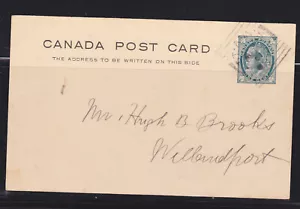 CANADA POST CARD
THE ADDRESS TO BE WRITTEN ON THIS SIDE
Mr. Hugh B Brooks
Wellandport